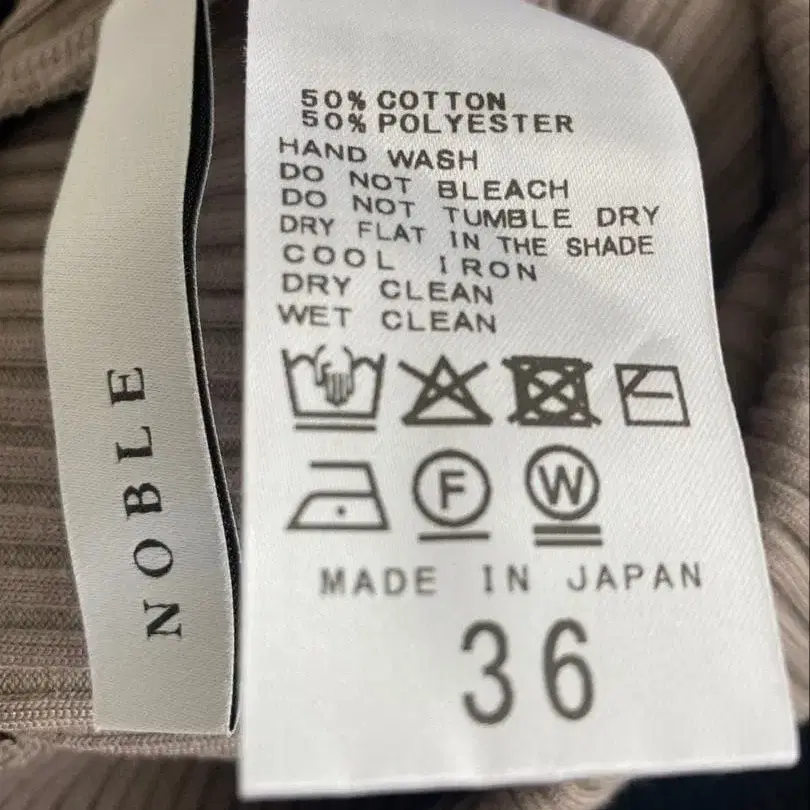 NOBLE
50% COTTON
50% POLYESTER
HAND WASH
DO NOT BLEACH
DO NOT TUMBLE DRY
DRY FLAT IN THE SHADE
COOL IRON
DRY CLEAN
WET CLEAN
F W
MADE IN JAPAN
36